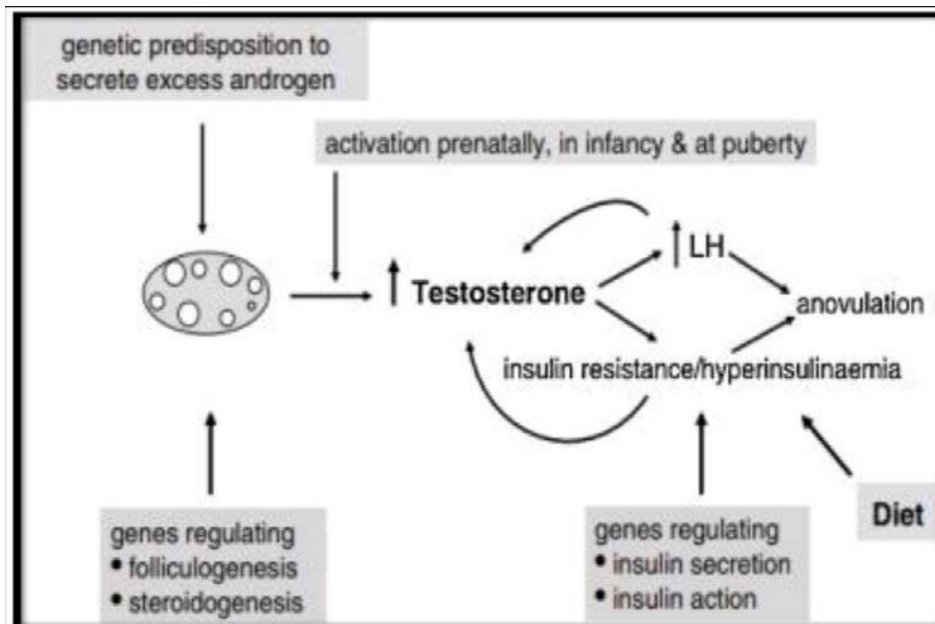 genetic predisposition to
secrete excess androgen
activation prenatally, in infancy & at puberty
LH
Testosterone
anovulation
insulin resistance/hyperinsulinaemia
Diet
genes regulating
• folliculogenesis
• steroidogenesis
genes regulating
• insulin secretion
• insulin action